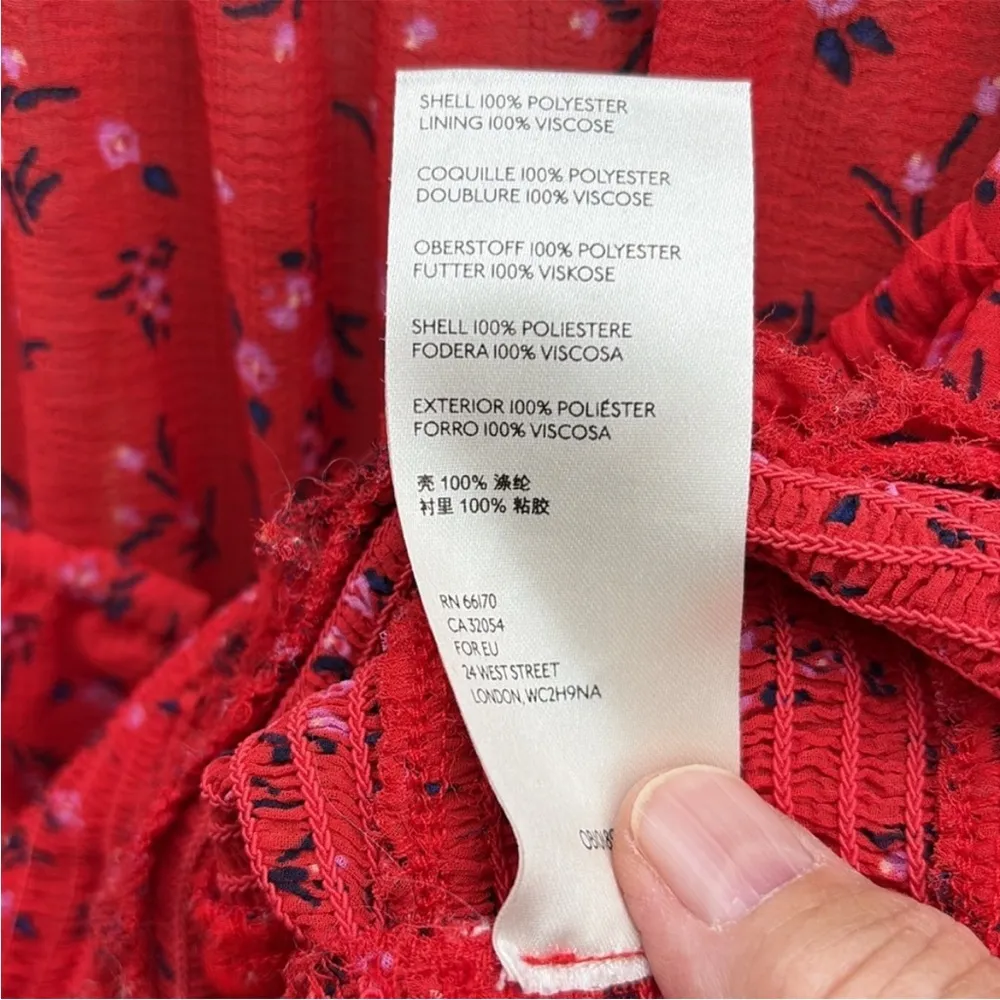 SHELL 100% POLYESTER
LINING 100% VISCOSE
COQUILLE 100% POLYESTER
DOUBLURE 100% VISCOSE
OBERSTOFF 100% POLYESTER
FUTTER 100% VISKOSE
SHELL 100% POLIESTERE
FODERA 100% VISCOSA
EXTERIOR 100% POLIÉSTER
FORRO 100% VISCOSA
壳 100% 涤纶
衬里 100% 粘胶
RN 66170
CA 32054
FOR EU
24 WEST STREET
LONDON, WC2H9NA